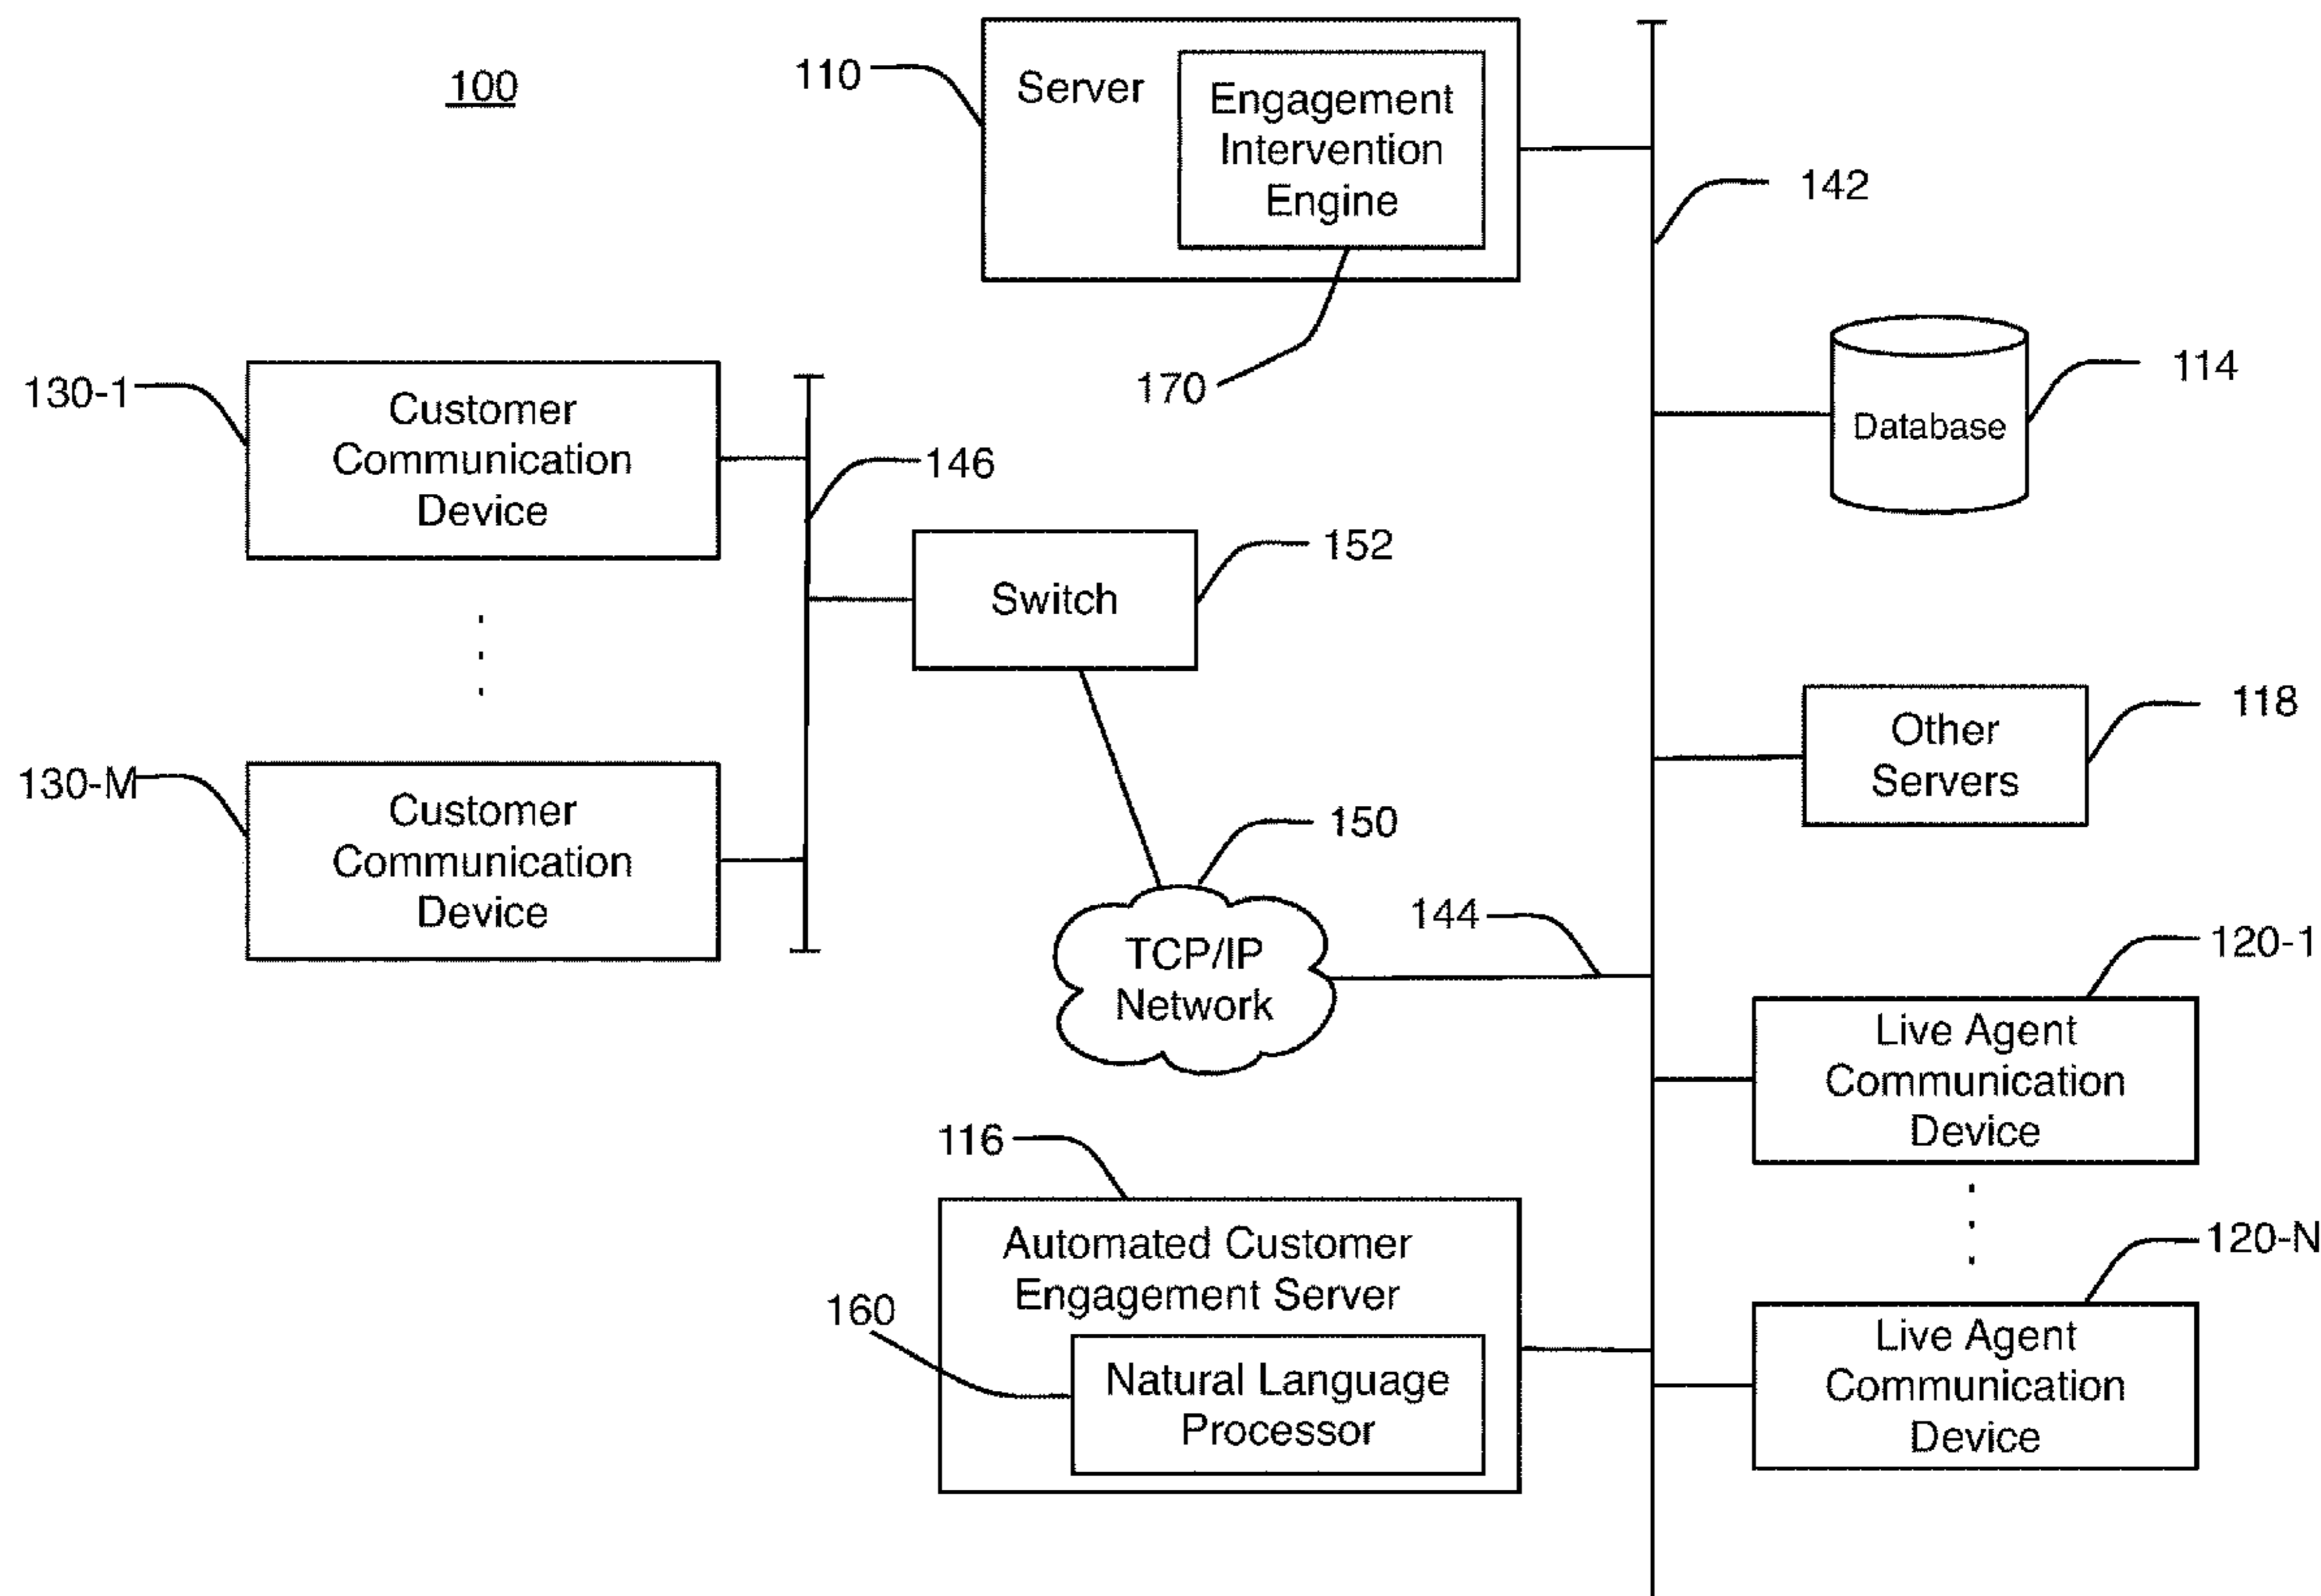 100
110
Server
Engagement
Intervention
Engine
170
142
Database
114
130-1
Customer
Communication
Device
146
Switch
152
Other
Servers
118
130-M
Customer
Communication
Device
150
TCP/IP
Network
144
120-1
Live Agent
Communication
Device
116
Automated Customer
Engagement Server
160
Natural Language
Processor
120-N
Live Agent
Communication
Device